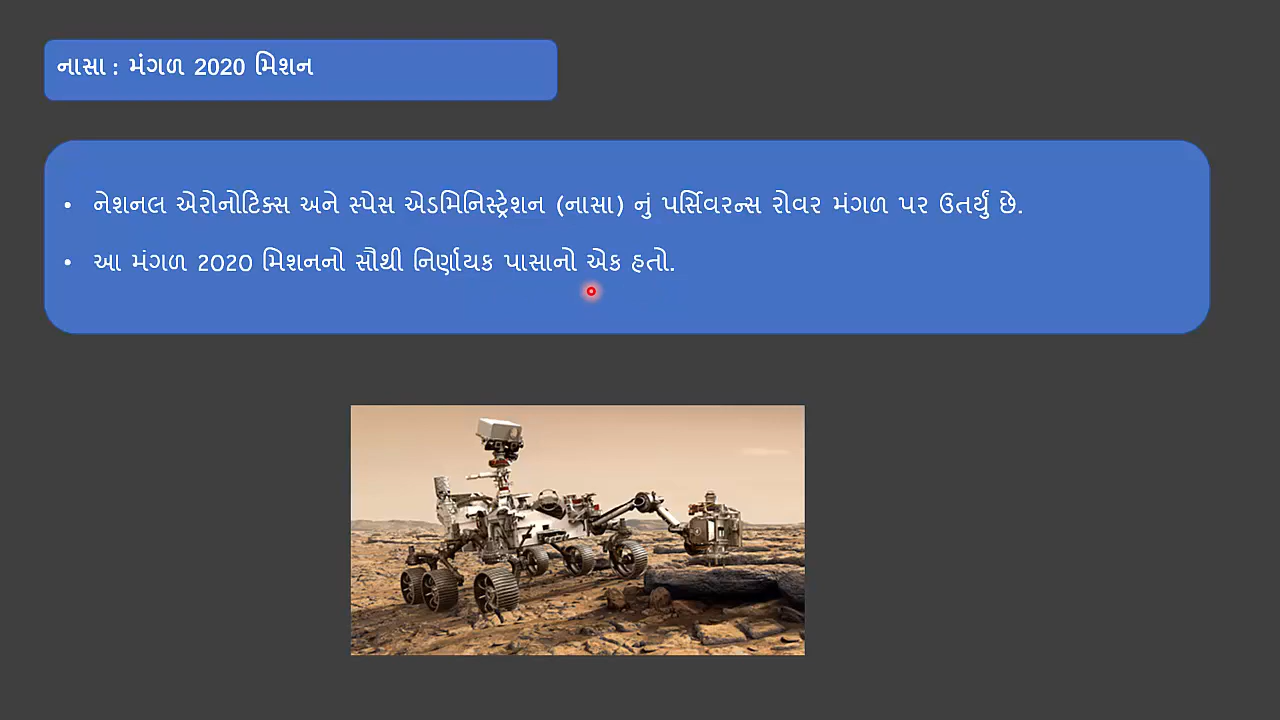 નાસા : મંગળ 2020 મિશન
• નેશનલ એરોનોટિક્સ અને સ્પેસ એડમિનિસ્ટ્રેશન (નાસા) નું પર્સિવરન્સ રોવર મંગળ પર ઉતર્યું છે.
• આ મંગળ 2020 મિશનનો સૌથી નિર્ણાયક પાસાનો એક હતો.